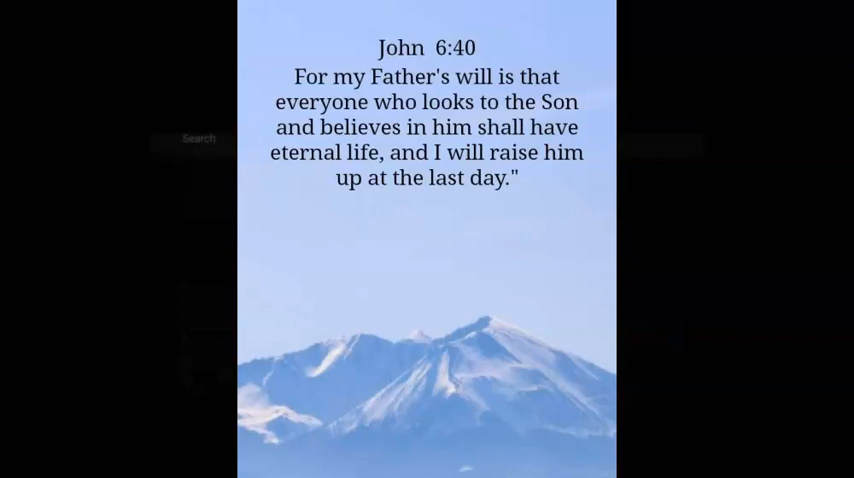 John 6:40
For my Father's will is that
everyone who looks to the Son
and believes in him shall have
eternal life, and I will raise him
up at the last day."
Search